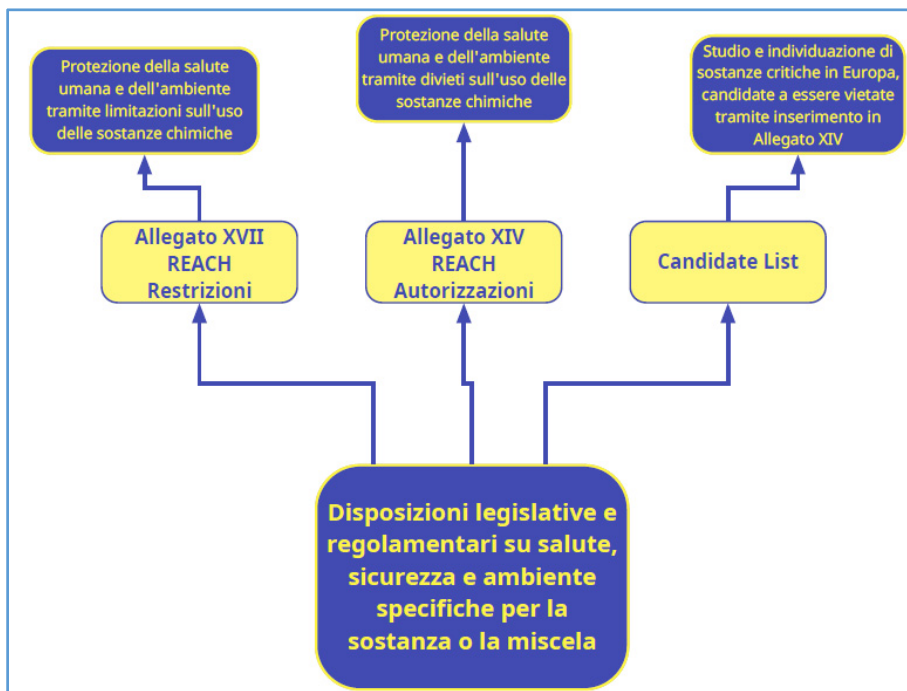 Protezione della salute
umana e dell'ambiente
tramite limitazioni sull'uso
delle sostanze chimiche
Protezione della salute
umana e dell'ambiente
tramite divieti sull'uso delle
sostanze chimiche
Studio e individuazione di
sostanze critiche in Europa,
candidate a essere vietate
tramite inserimento in
Allegato XIV
Allegato XVII
REACH
Restrizioni
Allegato XIV
REACH
Autorizzazioni
Candidate List
Disposizioni legislative e
regolamentari su salute,
sicurezza e ambiente
specifiche per la
sostanza o la miscela